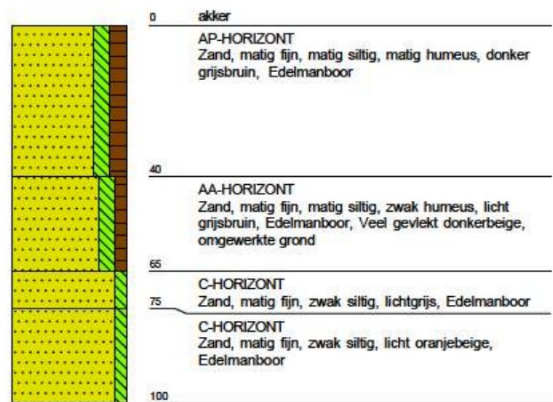 0 akker
AP-HORIZONT
Zand, matig fijn, matig siltig, matig humeus, donker
grijsbruin, Edelmanboor
40
AA-HORIZONT
Zand, matig fijn, matig siltig, zwak humeus, licht
grijsbruin, Edelmanboor, Veel gevlekt donkerbeige,
omgewerkte grond
65
C-HORIZONT
Zand, matig fijn, zwak siltig, lichtgrijs, Edelmanboor
75
C-HORIZONT
Zand, matig fijn, zwak siltig, licht oranjebeige,
Edelmanboor
100